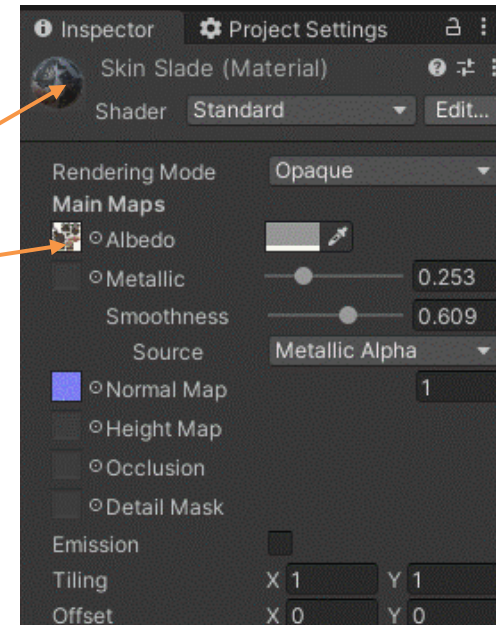 Inspector Project Settings
Skin Slade (Material)
Shader Standard Edit...
Rendering Mode Opaque
Main Maps
Albedo
Metallic 0.253
Smoothness 0.609
Source Metallic Alpha
Normal Map 1
Height Map
Occlusion
Detail Mask
Emission
Tiling X 1 Y 1
Offset X 0 Y 0